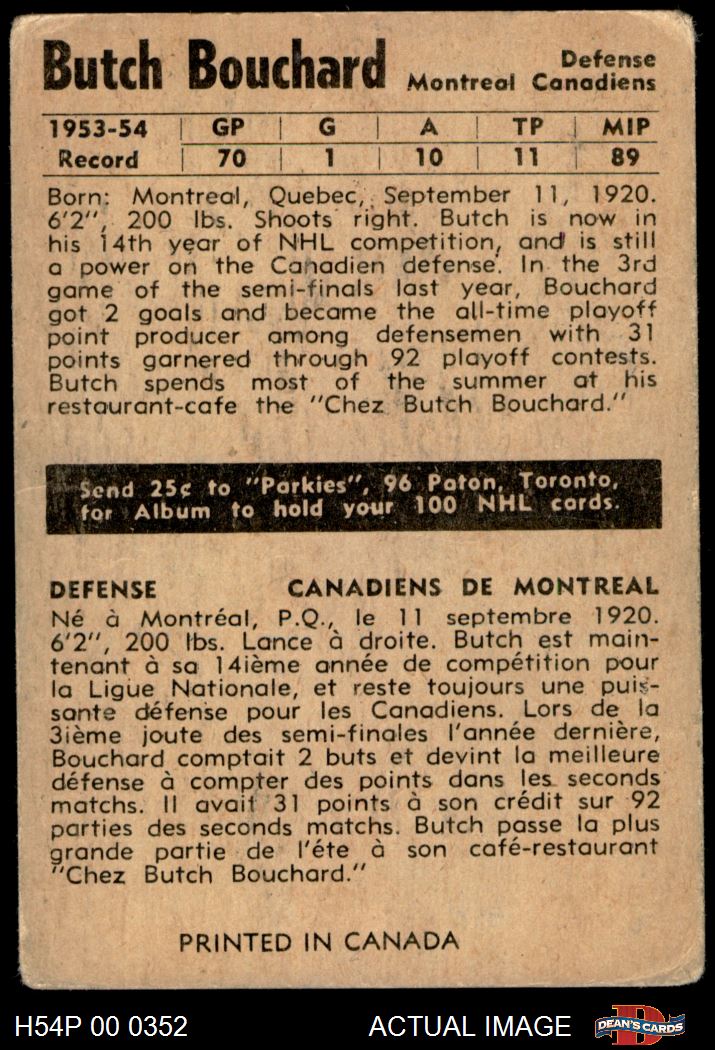 Butch Bouchard Defense
Montreal Canadiens
1953-54 | GP | G | A | TP | MIP
Record | 70 | 1 | 10 | 11 | 89
Born: Montreal, Quebec, September 11, 1920.
6'2", 200 lbs. Shoots right. Butch is now in
his 14th year of NHL competition, and is still
a power on the Canadien defense. In the 3rd
game of the semi-finals last year, Bouchard
got 2 goals and became the all-time playoff
point producer among defensemen with 31
points garnered through 92 playoff contests.
Butch spends most of the summer at his
restaurant-cafe the "Chez Butch Bouchard."
Send 25¢ to "Parkies", 96 Paton, Toronto,
for Album to hold your 100 NHL cards.
DEFENSE CANADIENS DE MONTREAL
Né à Montréal, P.Q., le 11 septembre 1920.
6'2", 200 lbs. Lance à droite. Butch est main-
tenant à sa 14ième année de compétition pour
la Ligue Nationale, et reste toujours une puis-
sante défense pour les Canadiens. Lors de la
3ième joute des semi-finales l'année dernière,
Bouchard comptait 2 buts et devint la meilleure
défense à compter des points dans les seconds
matchs. Il avait 31 points à son crédit sur 92
parties des seconds matchs. Butch passe la plus
grande partie de l'éte à son café-restaurant
"Chez Butch Bouchard."
PRINTED IN CANADA
H54P 00 0352 ACTUAL IMAGE D DEAN'S CARDS